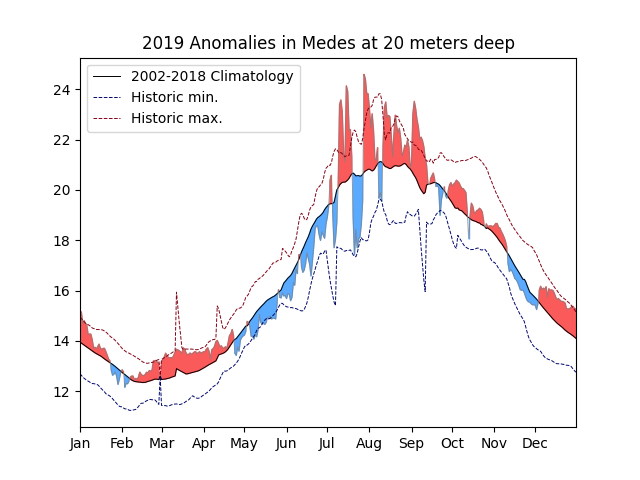 2019 Anomalies in Medes at 20 meters deep
2002-2018 Climatology
Historic min.
Historic max.
24
22
20
18
16
14
12
Jan Feb Mar Apr May Jun Jul Aug Sep Oct Nov Dec